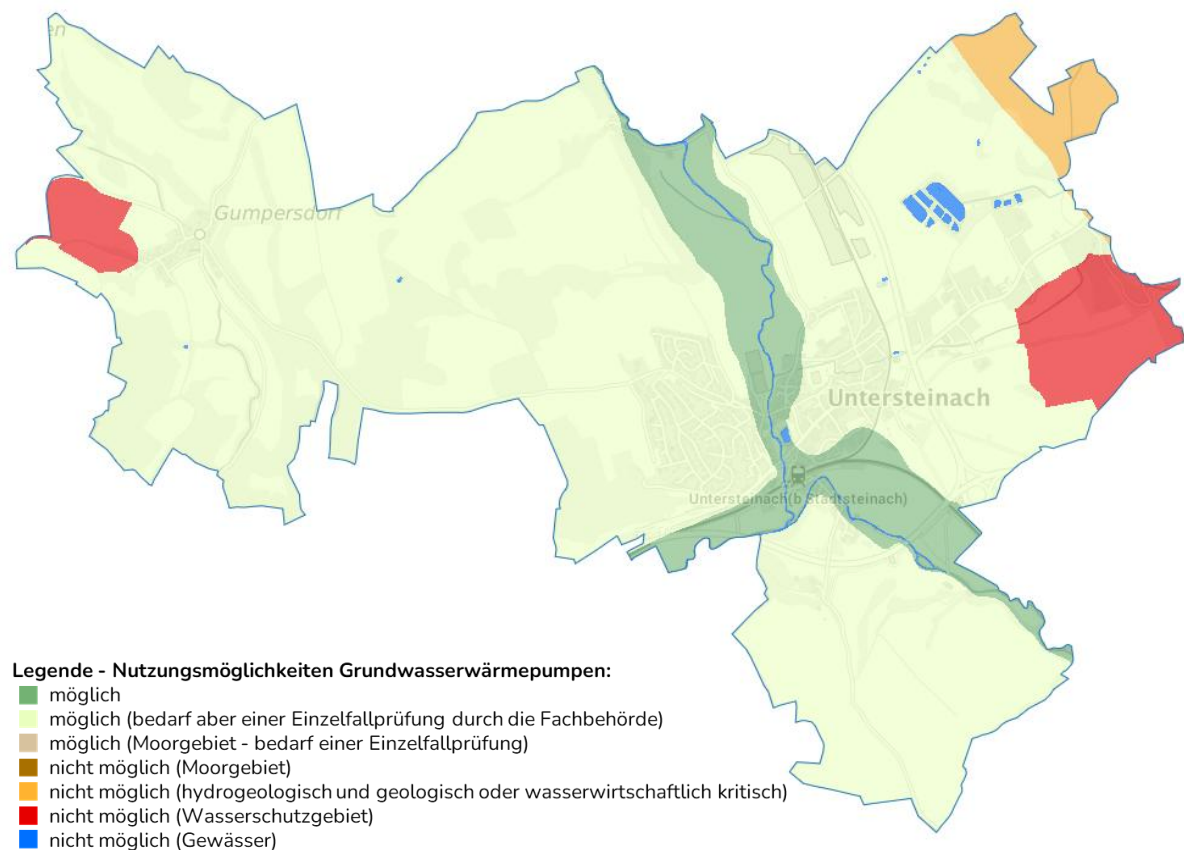 en
Gumpersdorf
Untersteinach
Untersteinach(b Stadtsteinach)
Legende - Nutzungsmöglichkeiten Grundwasserwärmepumpen:
möglich
möglich (bedarf aber einer Einzelfallprüfung durch die Fachbehörde)
möglich (Moorgebiet - bedarf einer Einzelfallprüfung)
nicht möglich (Moorgebiet)
nicht möglich (hydrogeologisch und geologisch oder wasserwirtschaftlich kritisch)
nicht möglich (Wasserschutzgebiet)
nicht möglich (Gewässer)